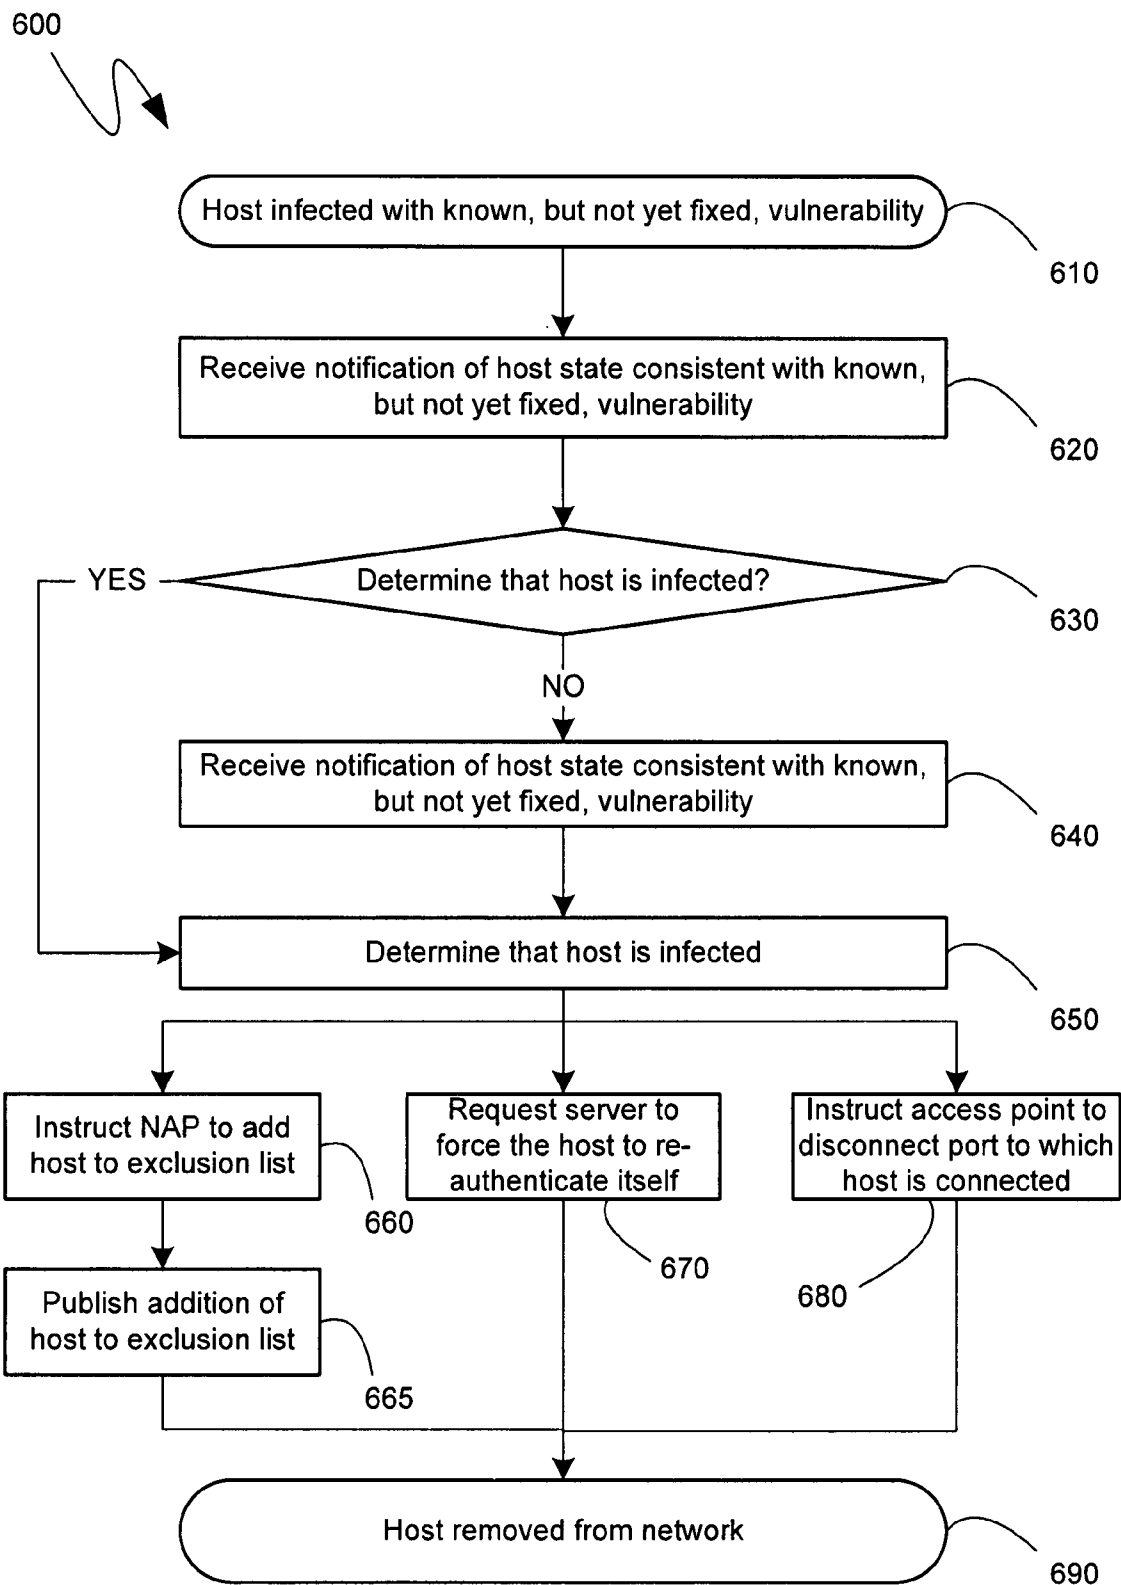 600
Host infected with known, but not yet fixed, vulnerability
610
Receive notification of host state consistent with known,
but not yet fixed, vulnerability
620
YES
Determine that host is infected?
630
NO
Receive notification of host state consistent with known,
but not yet fixed, vulnerability
640
Determine that host is infected
650
Instruct NAP to add
host to exclusion list
660
Request server to
force the host to re-
authenticate itself
670
Instruct access point to
disconnect port to which
host is connected
680
Publish addition of
host to exclusion list
665
Host removed from network
690